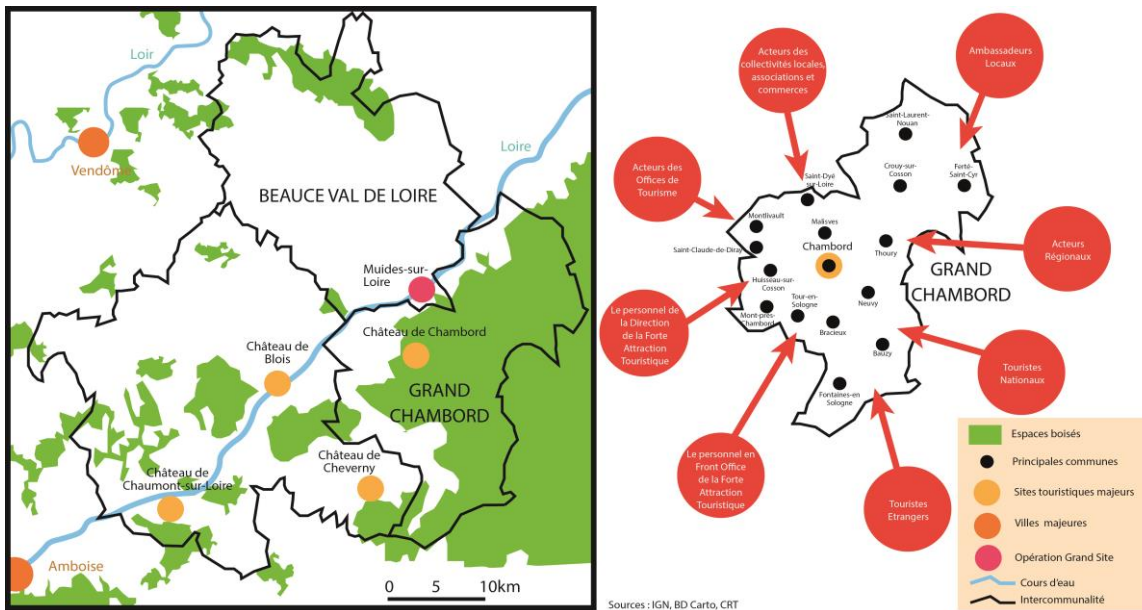 Loir
Loire
Vendôme
BEAUCE VAL DE LOIRE
Muides-sur-
Loire
Château de Chambord
Château de
Blois
GRAND
CHAMBORD
Château de
Cheverny
Château de
Chaumont-sur-Loire
Amboise
0 5 10km
Acteurs des
collectivités locales,
associations et
commerces
Ambassadeurs
Locaux
Acteurs des
Offices de
Tourisme
Saint-Laurent-
Nouan
Crouy-sur-
Cosson
Ferté-
Saint-Cyr
Saint-Dyé
sur-Loire
Montlivault
Malisves
Saint-Claude-de-Diray
Chambord
Thoury
Acteurs
Régionaux
GRAND
CHAMBORD
Huisseau-sur-
Cosson
Tour-en-
Sologne
Neuvy
Mont-près-
Chambord
Bracieux
Bauzy
Fontaines-en
Sologne
Le personnel de
la Direction
de la Forte
Attraction
Touristique
Touristes
Nationaux
Le personnel en
Front Office
de la Forte
Attraction
Touristique
Touristes
Etrangers
Espaces boisés
Principales communes
Sites touristiques majeurs
Villes majeures
Opération Grand Site
Cours d'eau
Intercommunalité
Sources : IGN, BD Carto, CRT